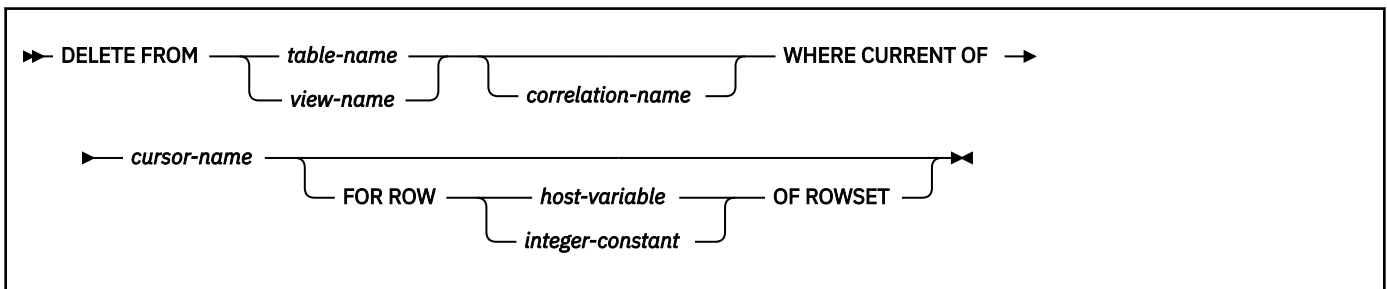 DELETE FROM table-name WHERE CURRENT OF
view-name correlation-name
cursor-name
FOR ROW host-variable OF ROWSET
integer-constant